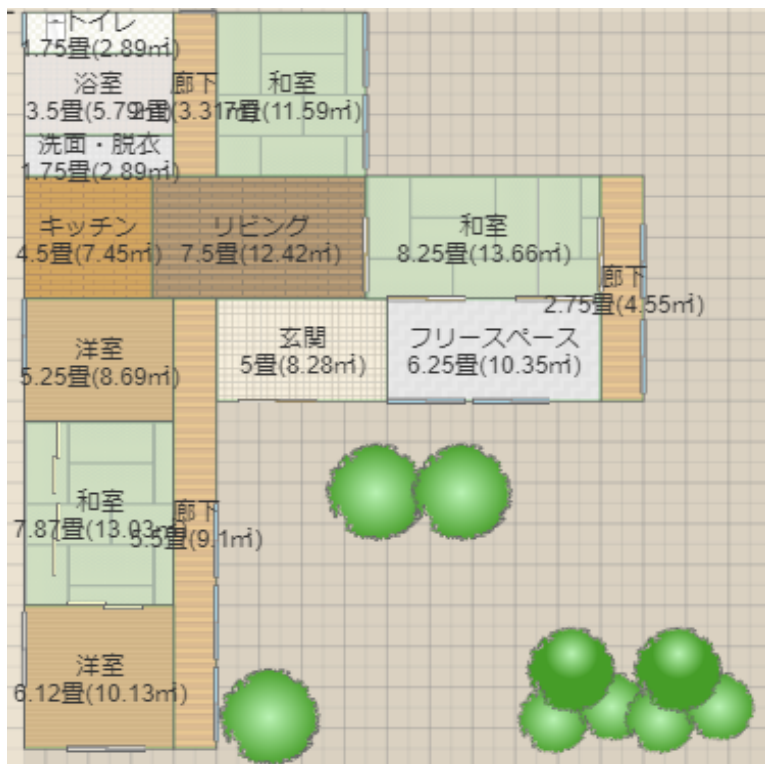 トイレ
1.75畳(2.89㎡)
浴室
3.5畳(5.79㎡)
廊下
2畳(3.31㎡)
和室
7畳(11.59㎡)
洗面・脱衣
1.75畳(2.89㎡)
キッチン
4.5畳(7.45㎡)
リビング
7.5畳(12.42㎡)
和室
8.25畳(13.66㎡)
廊下
2.75畳(4.55㎡)
洋室
5.25畳(8.69㎡)
玄関
5畳(8.28㎡)
フリースペース
6.25畳(10.35㎡)
和室
7.87畳(13.03㎡)
廊下
5.5畳(9.1㎡)
洋室
6.12畳(10.13㎡)